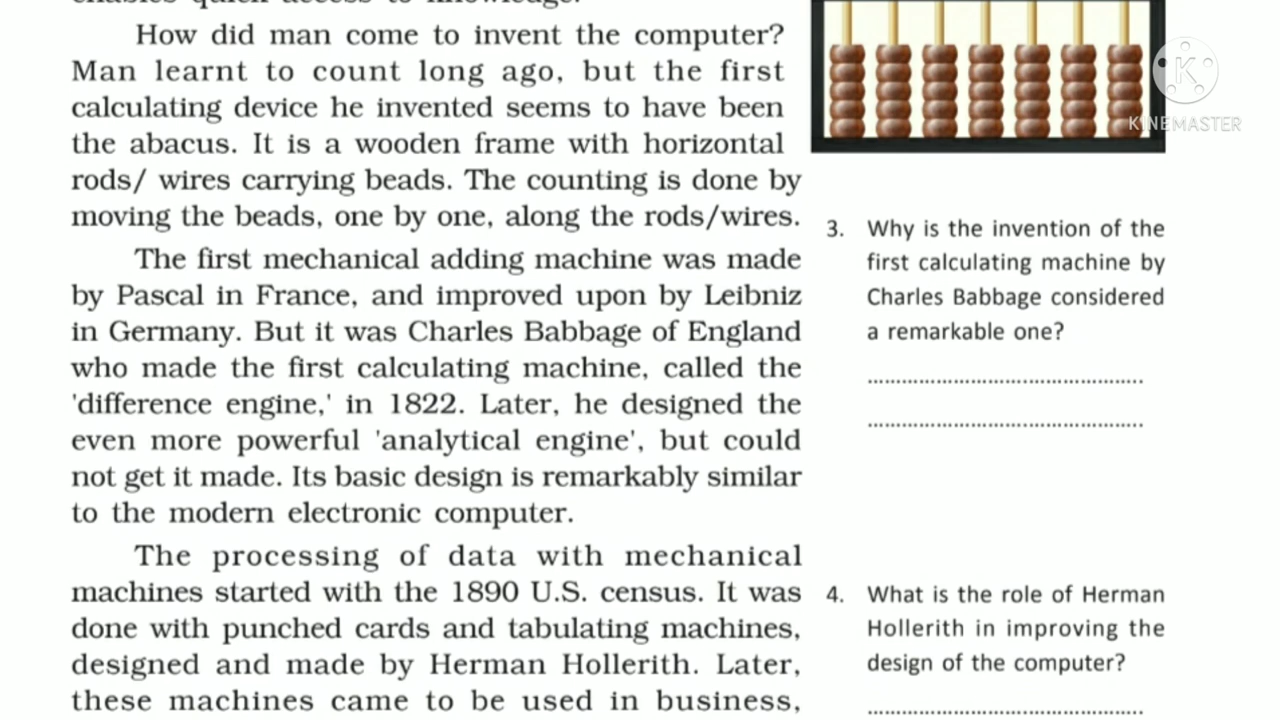 enables quick access to knowledge.
How did man come to invent the computer?
Man learnt to count long ago, but the first
calculating device he invented seems to have been
the abacus. It is a wooden frame with horizontal
rods/ wires carrying beads. The counting is done by
moving the beads, one by one, along the rods/wires.
The first mechanical adding machine was made
by Pascal in France, and improved upon by Leibniz
in Germany. But it was Charles Babbage of England
who made the first calculating machine, called the
'difference engine,' in 1822. Later, he designed the
even more powerful 'analytical engine', but could
not get it made. Its basic design is remarkably similar
to the modern electronic computer.
The processing of data with mechanical
machines started with the 1890 U.S. census. It was
done with punched cards and tabulating machines,
designed and made by Herman Hollerith. Later,
these machines came to be used in business,
K
KINEMASTER
3. Why is the invention of the
first calculating machine by
Charles Babbage considered
a remarkable one?
................................................
................................................
4. What is the role of Herman
Hollerith in improving the
design of the computer?
................................................